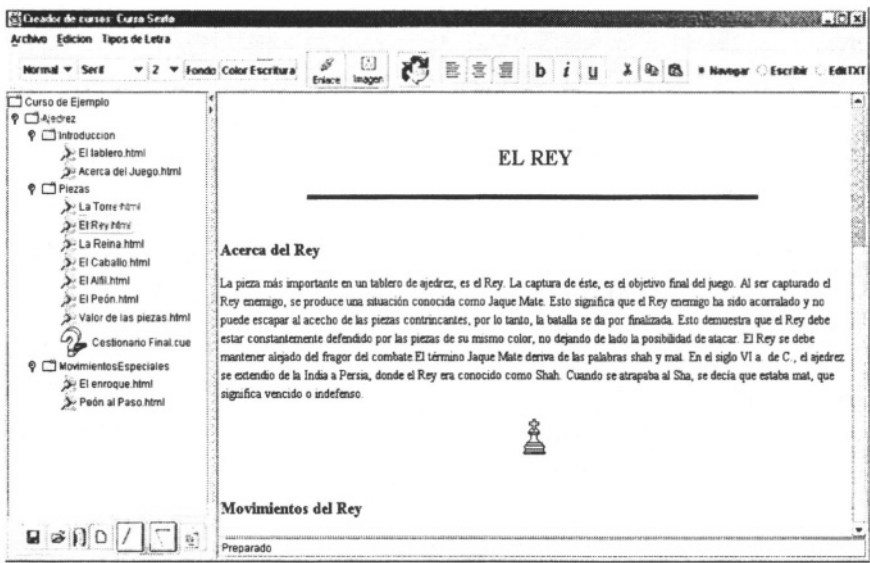 Creador de cursos: Curso Sexto
Archivo Edicion Tipos de Letra
Normal Serif 2 Fondo Color Escritura Enlace Imagen b i u Navegar Escribir Edit TXT
Curso de Ejemplo
Ajedrez
Introduccion
El tablero.html
Acerca del Juego.html
Piezas
La Torre.html
El Rey.html
La Reina.html
El Caballo.html
El Alfil.html
El Peón.html
Valor de las piezas.html
Cestionario Final.cue
MovimientosEspeciales
El enroque.html
Peón al Paso.html
EL REY
Acerca del Rey
La pieza más importante en un tablero de ajedrez, es el Rey. La captura de éste, es el objetivo final del juego. Al ser capturado el
Rey enemigo, se produce una situación conocida como Jaque Mate. Esto significa que el Rey enemigo ha sido acorralado y no
puede escapar al acecho de las piezas contrincantes, por lo tanto, la batalla se da por finalizada. Esto demuestra que el Rey debe
estar constantemente defendido por las piezas de su mismo color, no dejando de lado la posibilidad de atacar. El Rey se debe
mantener alejado del fragor del combate El término Jaque Mate deriva de las palabras shah y mat. En el siglo VI a. de C., el ajedrez
se extendio de la India a Persia, donde el Rey era conocido como Shah. Cuando se atrapaba al Sha, se decía que estaba mat, que
significa vencido o indefenso.
Movimientos del Rey
Preparado